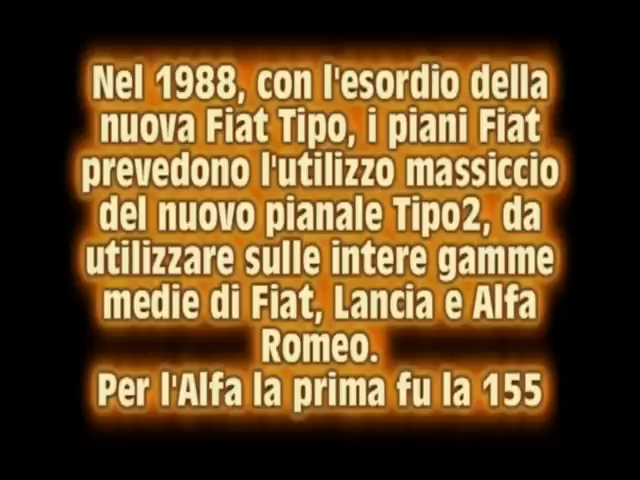 Nel 1988, con l'esordio della
nuova Fiat Tipo, i piani Fiat
prevedono l'utilizzo massiccio
del nuovo pianale Tipo2, da
utilizzare sulle intere gamme
medie di Fiat, Lancia e Alfa
Romeo.
Per l'Alfa la prima fu la 155